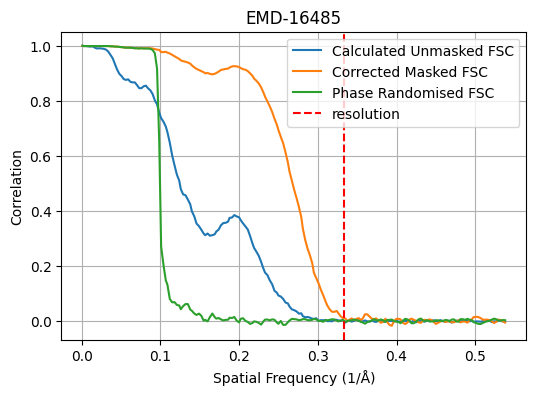 EMD-16485
Calculated Unmasked FSC
Corrected Masked FSC
Phase Randomised FSC
resolution
Correlation
1.0
0.8
0.6
0.4
0.2
0.0
0.0 0.1 0.2 0.3 0.4 0.5
Spatial Frequency (1/Å)